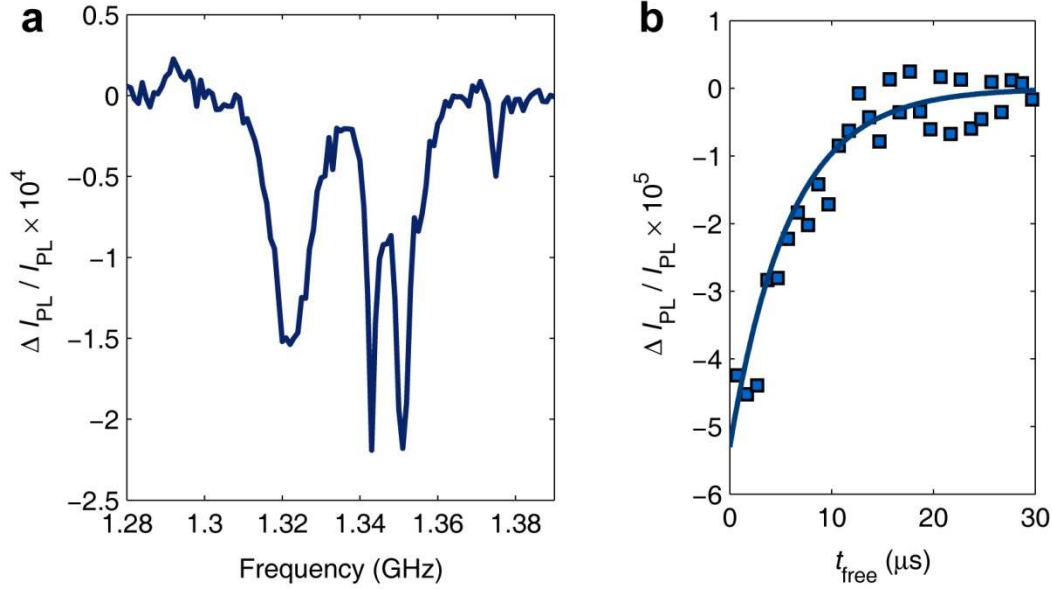 a
0.5
0
−0.5
−1
−1.5
−2
−2.5
Δ I_PL / I_PL × 10^4
1.28 1.3 1.32 1.34 1.36 1.38
Frequency (GHz)
b
1
0
−1
−2
−3
−4
−5
−6
Δ I_PL / I_PL × 10^5
0 10 20 30
t_free (μs)